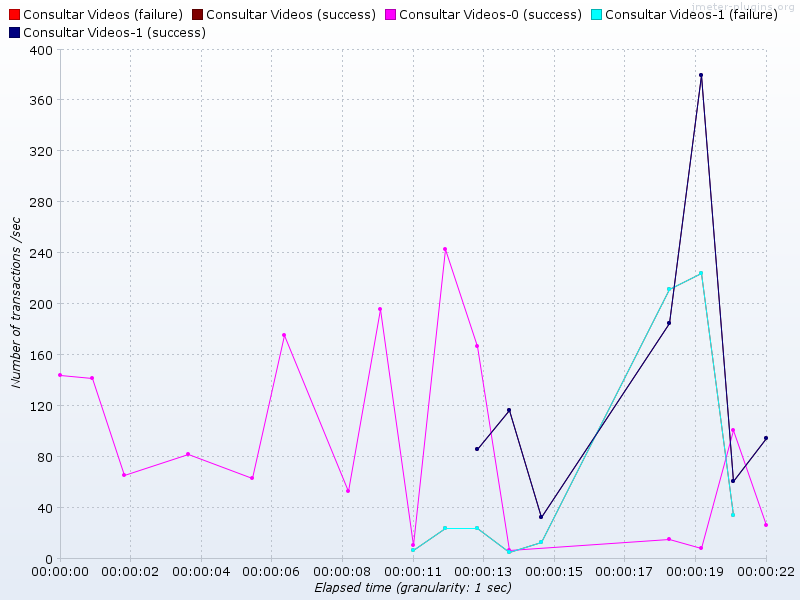 jmeter-plugins.org
Consultar Videos (failure) Consultar Videos (success) Consultar Videos-0 (success) Consultar Videos-1 (failure)
Consultar Videos-1 (success)
400
360
320
280
240
200
160
120
80
40
0
Number of transactions /sec
00:00:00 00:00:02 00:00:04 00:00:06 00:00:08 00:00:11 00:00:13 00:00:15 00:00:17 00:00:19 00:00:22
Elapsed time (granularity: 1 sec)